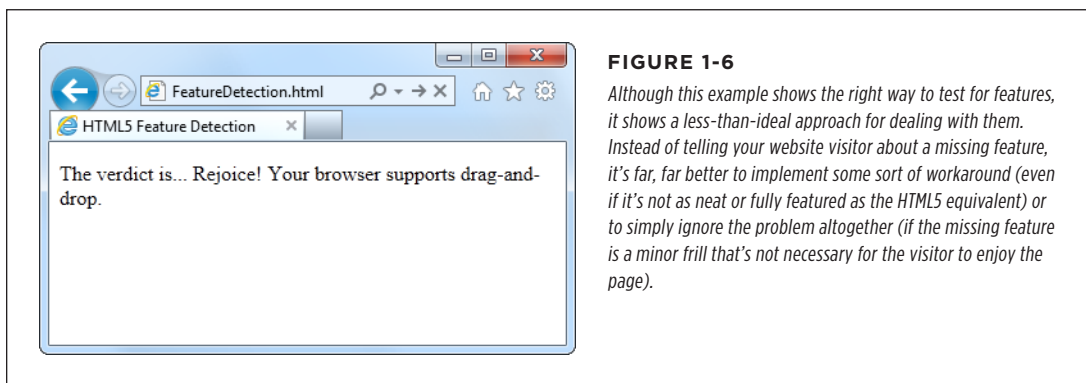 FeatureDetection.html
HTML5 Feature Detection
The verdict is... Rejoice! Your browser supports drag-and-
drop.
FIGURE 1-6
Although this example shows the right way to test for features,
it shows a less-than-ideal approach for dealing with them.
Instead of telling your website visitor about a missing feature,
it's far, far better to implement some sort of workaround (even
if it's not as neat or fully featured as the HTML5 equivalent) or
to simply ignore the problem altogether (if the missing feature
is a minor frill that's not necessary for the visitor to enjoy the
page).